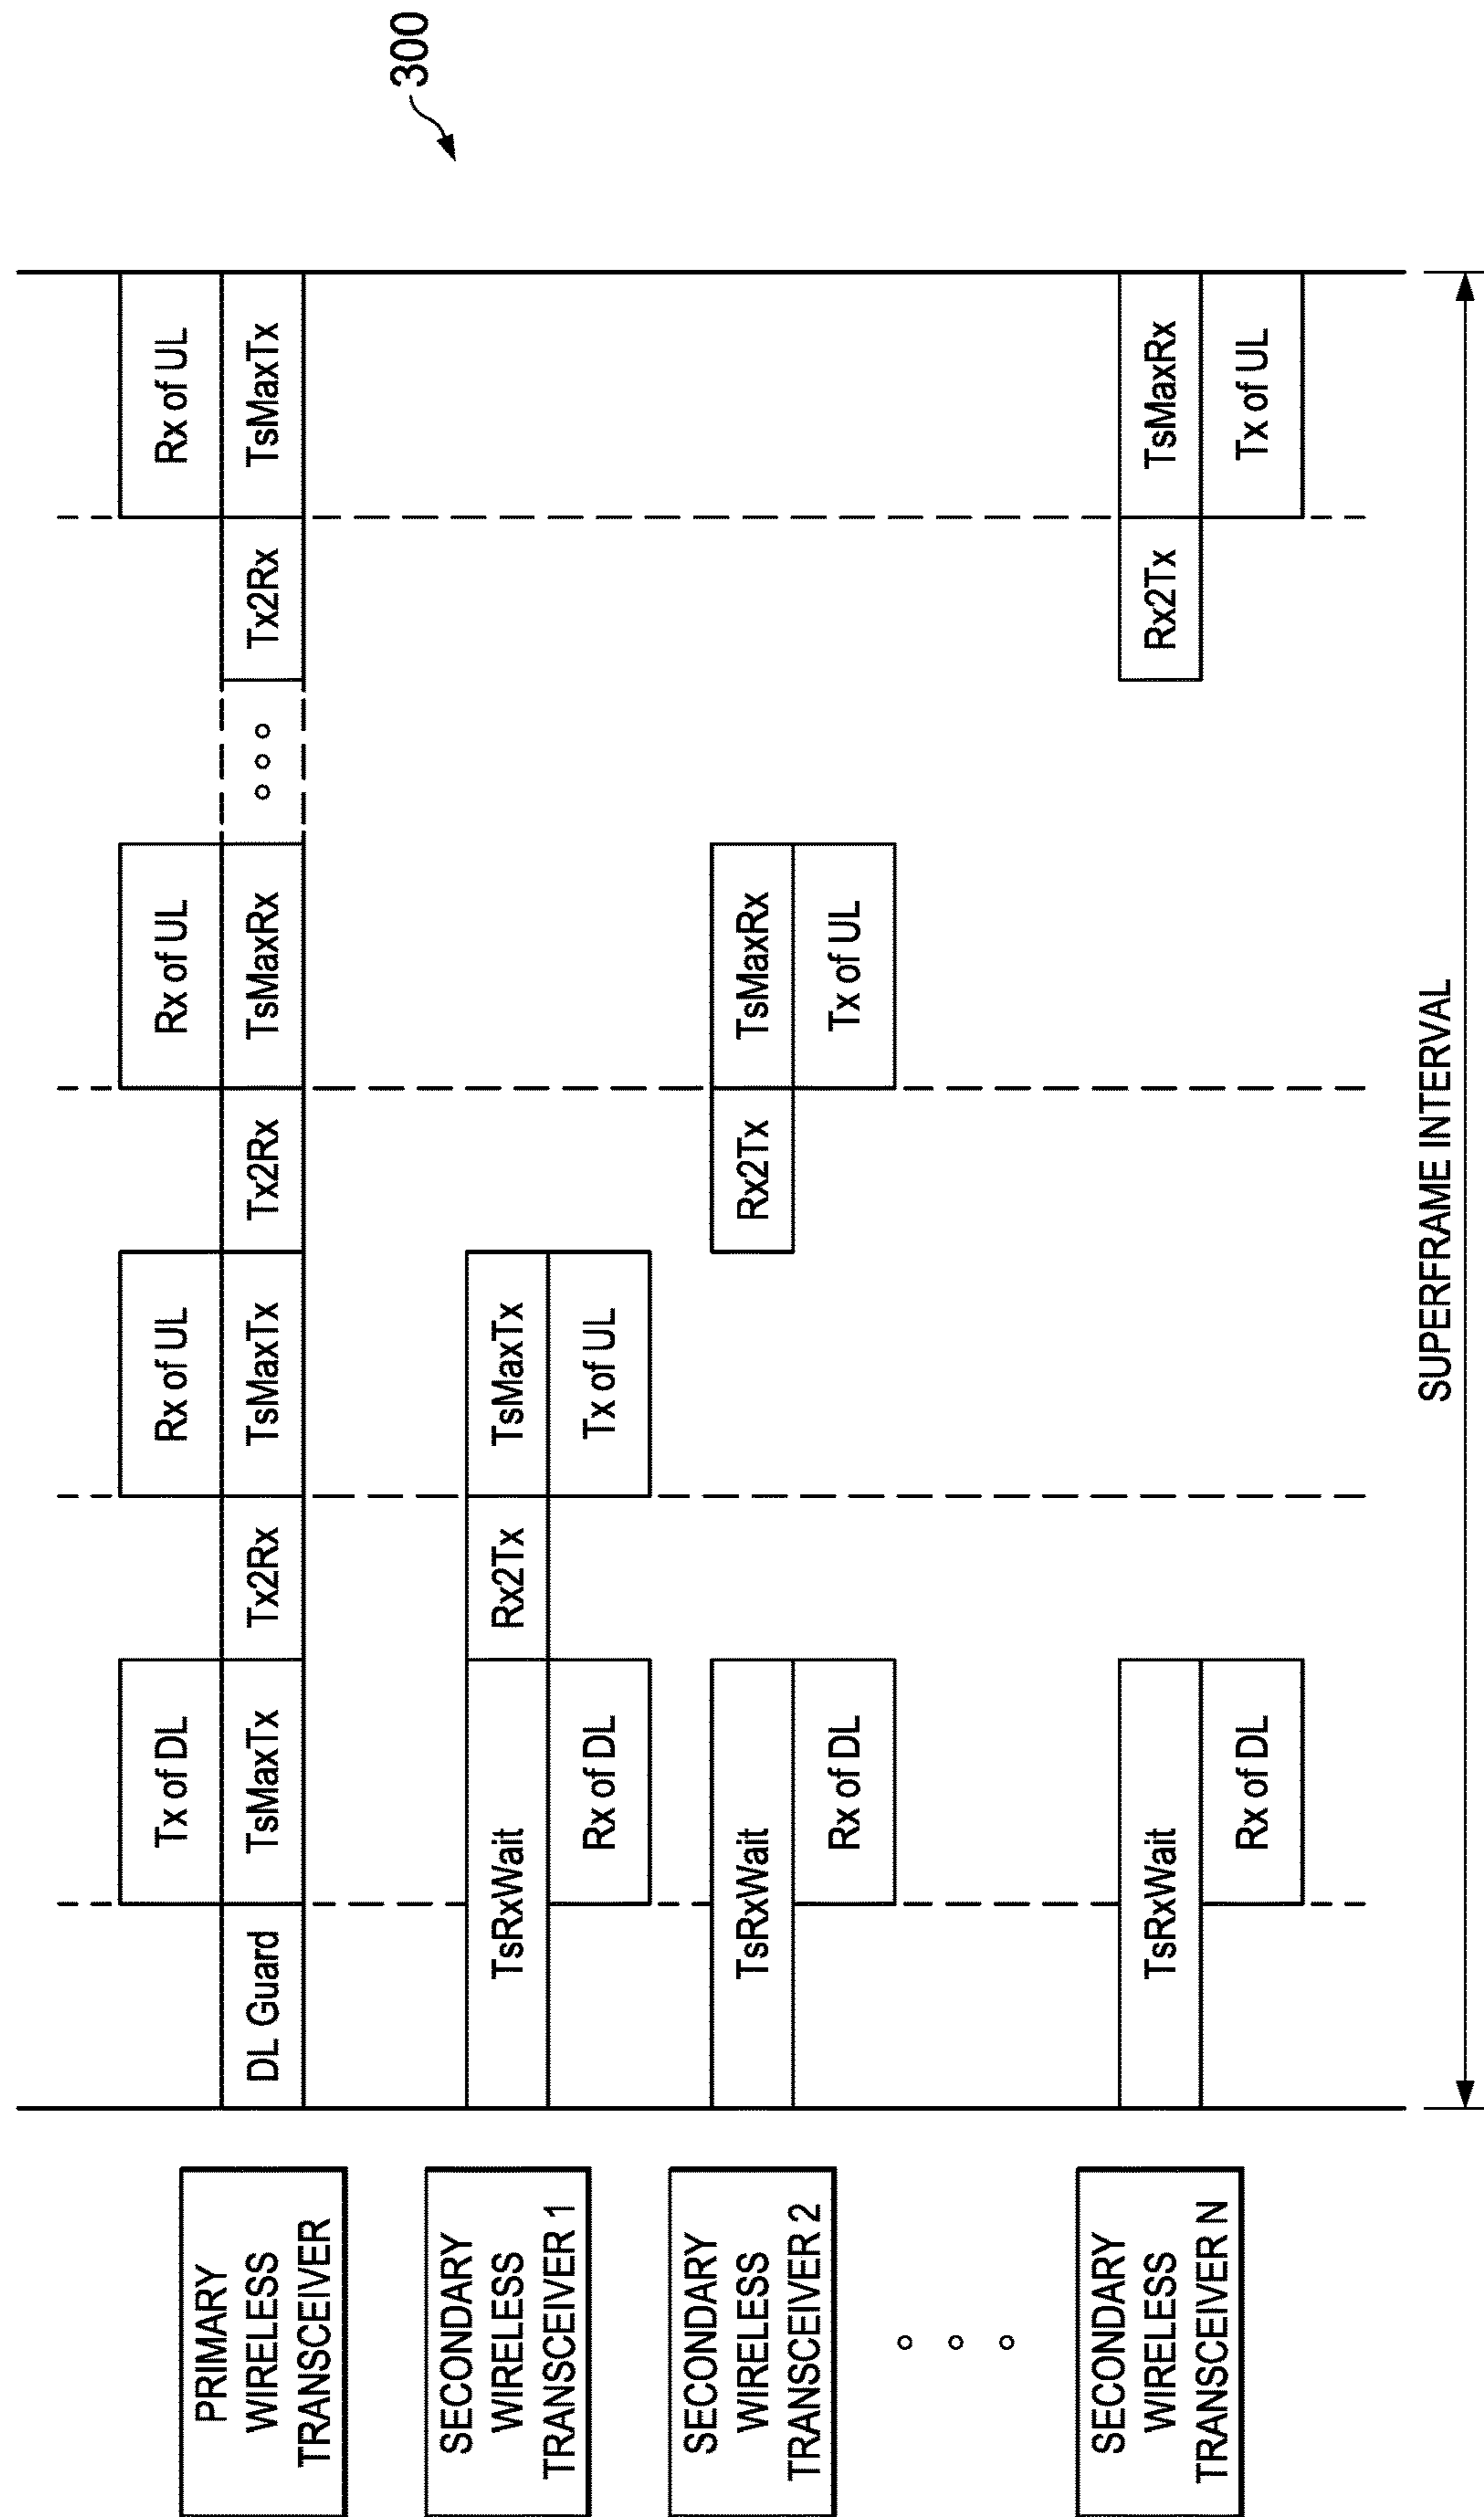 300
PRIMARY
WIRELESS
TRANSCEIVER
Tx of DL
Rx of UL
Rx of UL
Rx of UL
DL Guard
TsMaxTx
Tx2Rx
TsMaxTx
Tx2Rx
TsMaxRx
Tx2Rx
TsMaxTx
SECONDARY
WIRELESS
TRANSCEIVER 1
TsRxWait
Rx2Tx
TsMaxTx
Rx of DL
Tx of UL
SECONDARY
WIRELESS
TRANSCEIVER 2
TsRxWait
Rx2Tx
TsMaxRx
Rx of DL
Tx of UL
SECONDARY
WIRELESS
TRANSCEIVER N
TsRxWait
Rx2Tx
TsMaxRx
Rx of DL
Tx of UL
SUPERFRAME INTERVAL